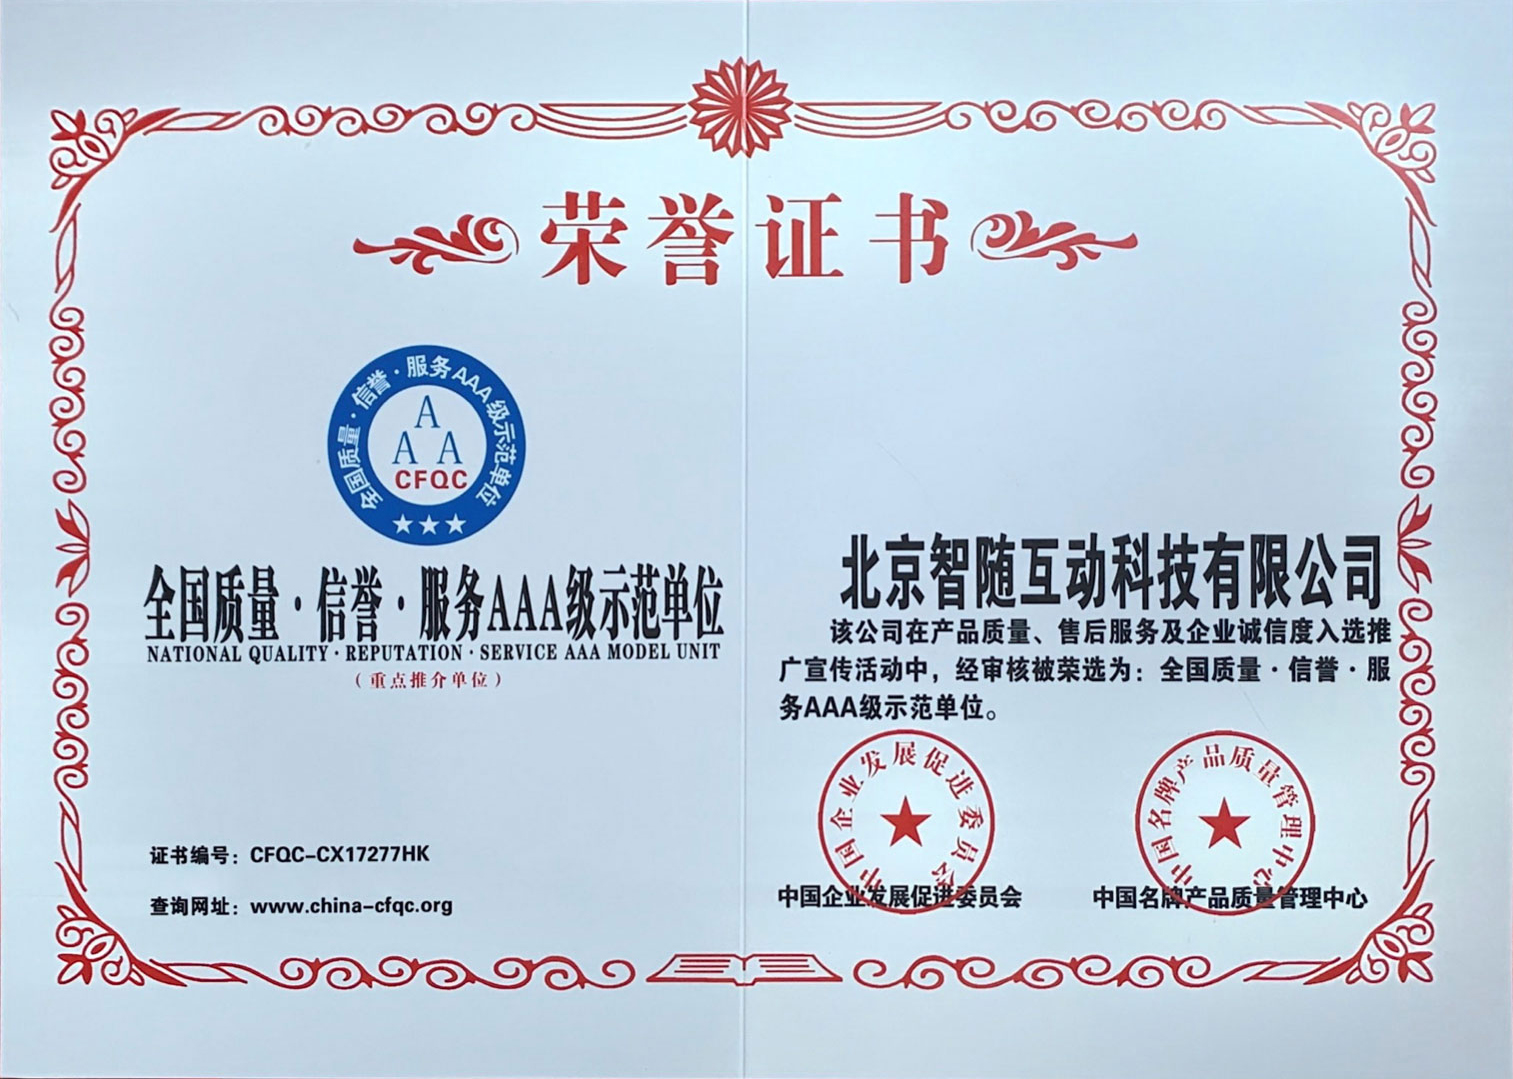 荣誉证书
全国质量·信誉·服务AAA级示范单位
A
A A
CFQC
全国质量·信誉·服务AAA级示范单位
NATIONAL QUALITY·REPUTATION·SERVICE AAA MODEL UNIT
（重点推介单位）
证书编号：CFQC-CX17277HK
查询网址：www.china-cfqc.org
北京智随互动科技有限公司
该公司在产品质量、售后服务及企业诚信度入选推
广宣传活动中，经审核被荣选为：全国质量·信誉·服
务AAA级示范单位。
中国企业发展促进委员会
中国企业发展促进委员会
中国名牌产品质量管理中心
中国名牌产品质量管理中心